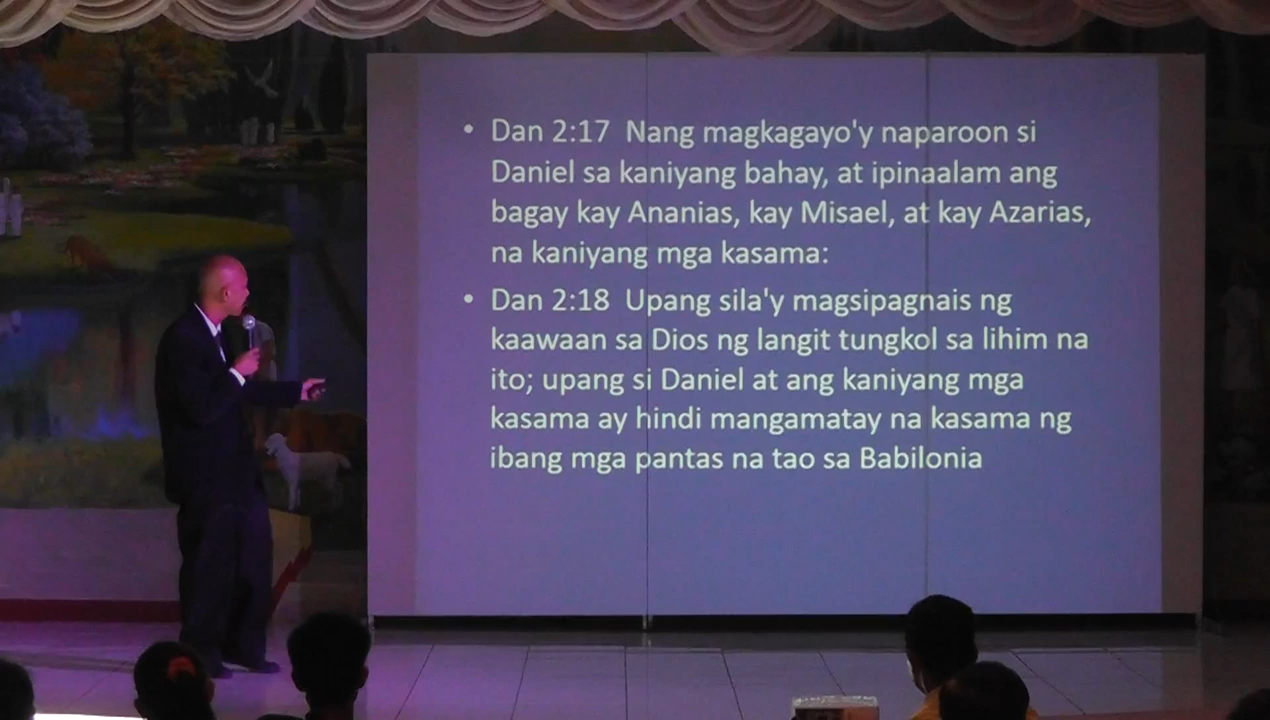 • Dan 2:17 Nang magkagayo'y naparoon si
Daniel sa kaniyang bahay, at ipinaalam ang
bagay kay Ananias, kay Misael, at kay Azarias,
na kaniyang mga kasama:
• Dan 2:18 Upang sila'y magsipagnais ng
kaawaan sa Dios ng langit tungkol sa lihim na
ito; upang si Daniel at ang kaniyang mga
kasama ay hindi mangamatay na kasama ng
ibang mga pantas na tao sa Babilonia